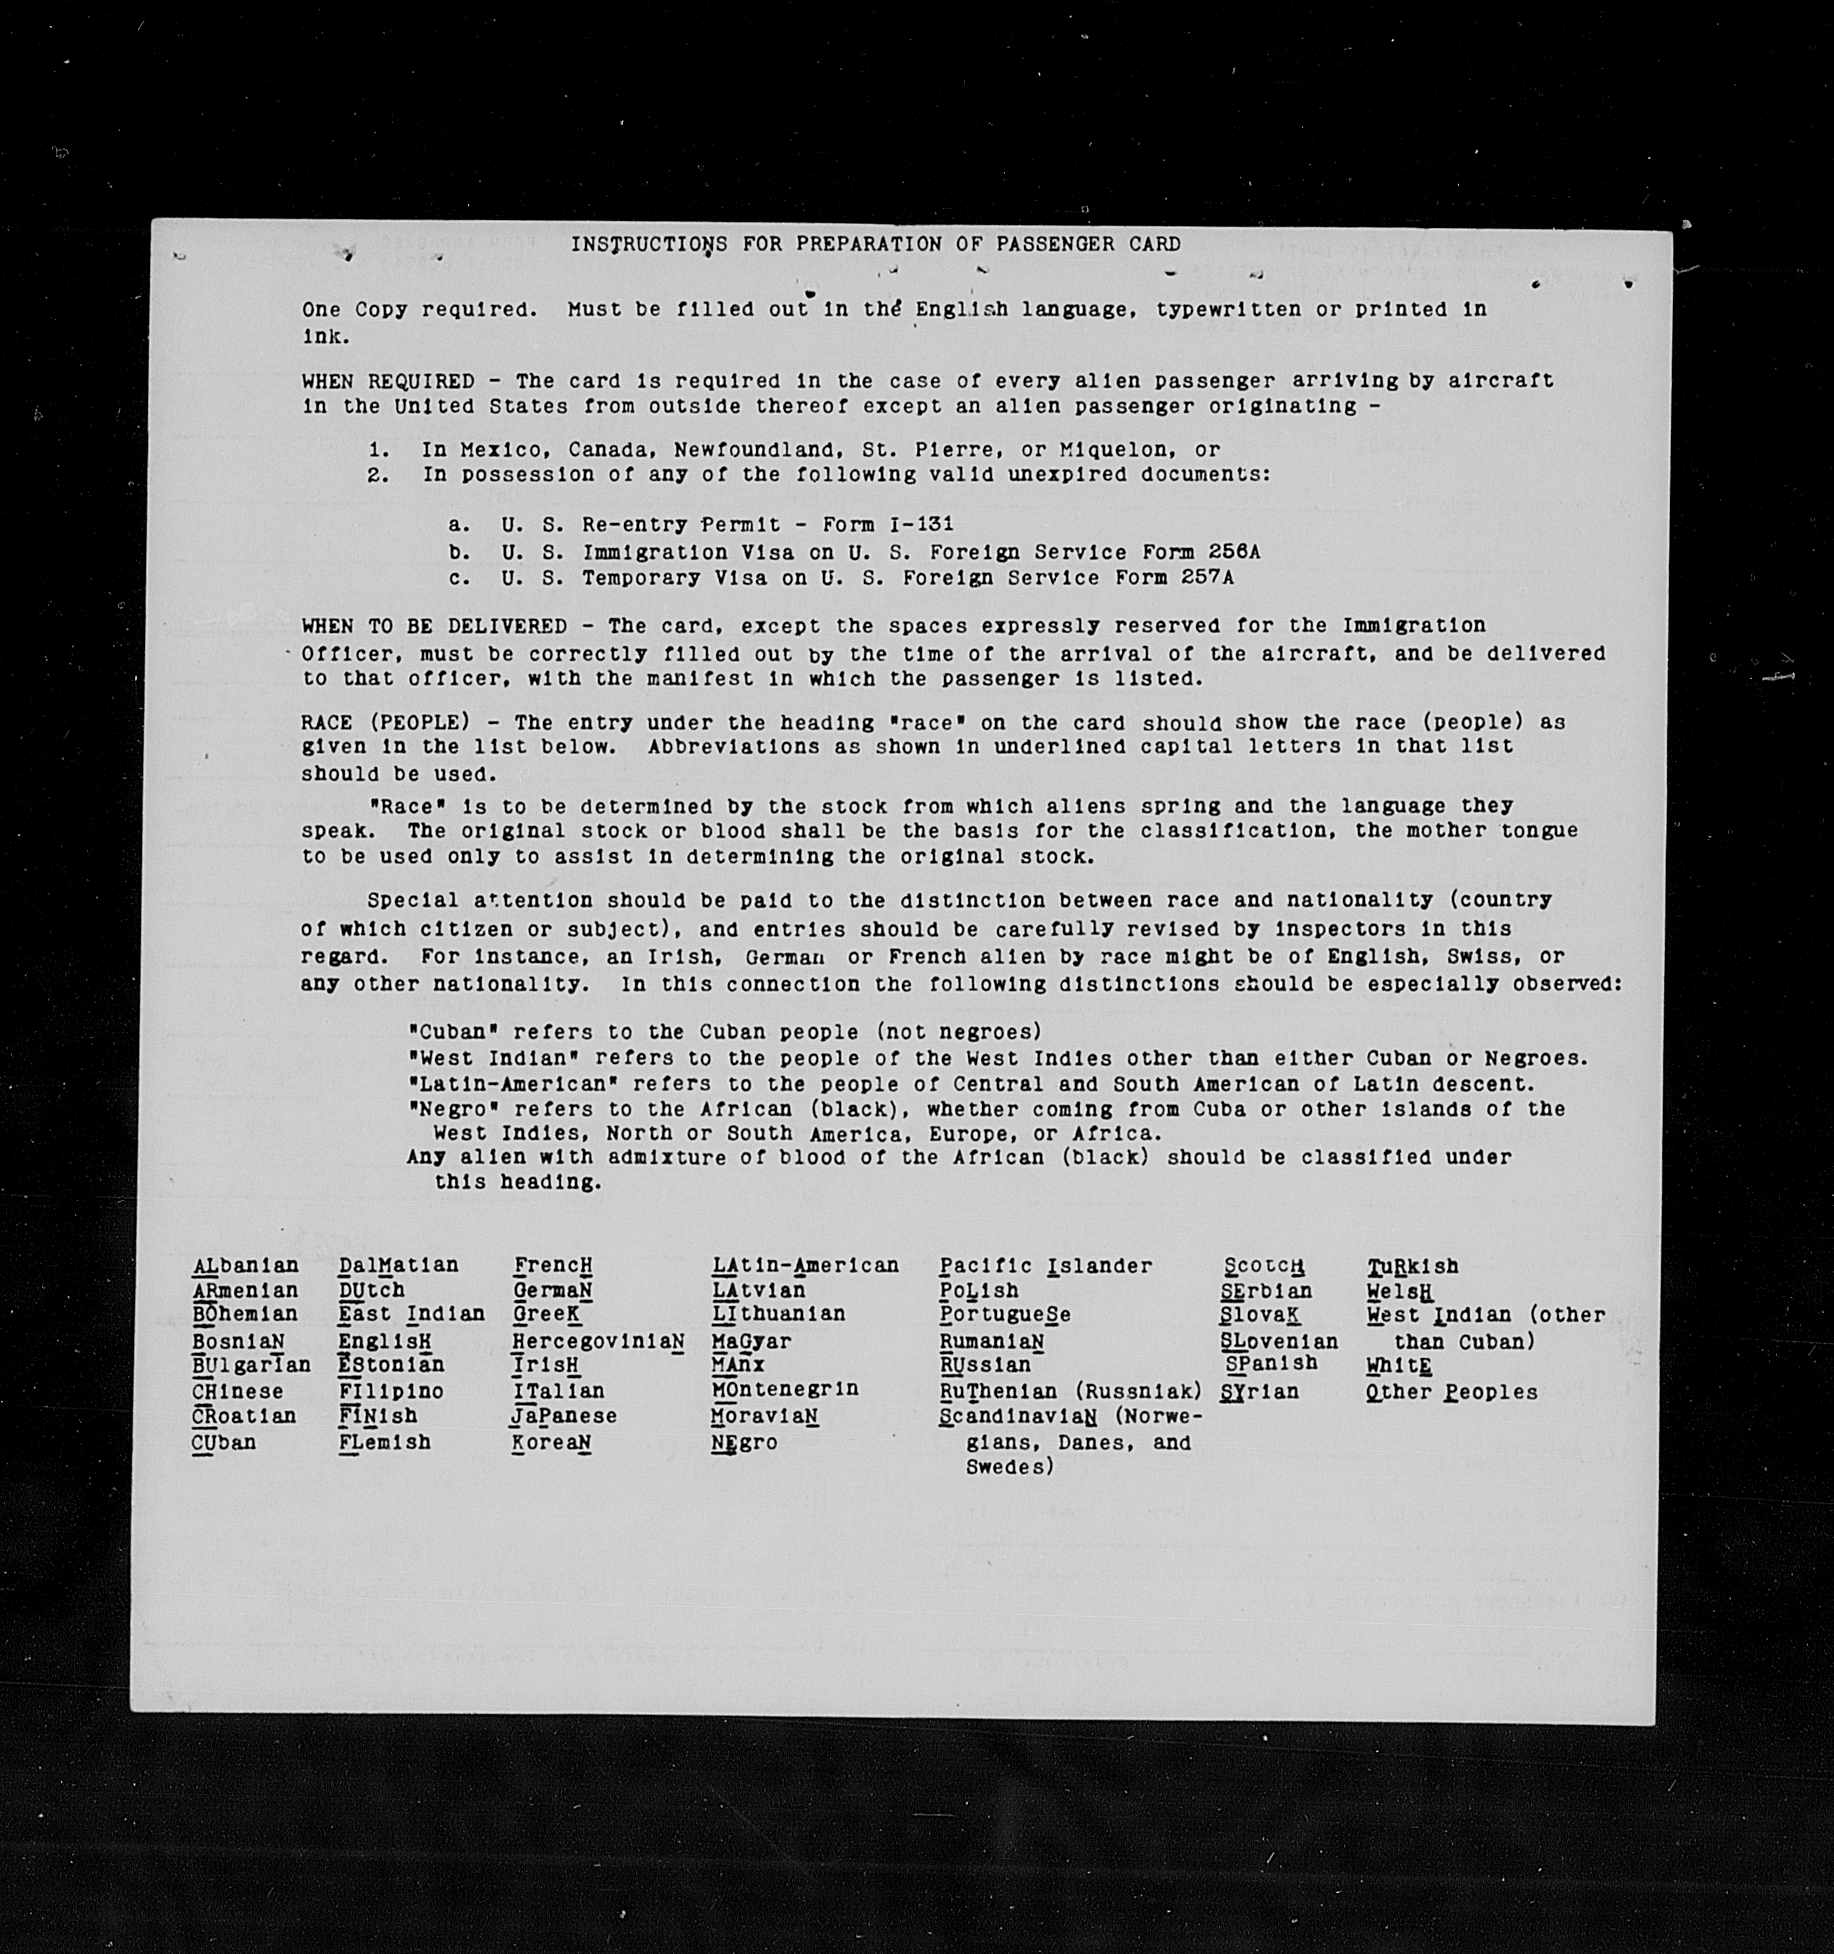 INSTRUCTIONS FOR PREPARATION OF PASSENGER CARD
One Copy required. Must be filled out in the English language, typewritten or printed in
ink.
WHEN REQUIRED - The card is required in the case of every alien passenger arriving by aircraft
in the United States from outside thereof except an alien passenger originating -
1. In Mexico, Canada, Newfoundland, St. Pierre, or Miquelon, or
2. In possession of any of the following valid unexpired documents:
a. U. S. Re-entry Permit - Form I-131
b. U. S. Immigration Visa on U. S. Foreign Service Form 256A
c. U. S. Temporary Visa on U. S. Foreign Service Form 257A
WHEN TO BE DELIVERED - The card, except the spaces expressly reserved for the Immigration
Officer, must be correctly filled out by the time of the arrival of the aircraft, and be delivered
to that officer, with the manifest in which the passenger is listed.
RACE (PEOPLE) - The entry under the heading "race" on the card should show the race (people) as
given in the list below. Abbreviations as shown in underlined capital letters in that list
should be used.
"Race" is to be determined by the stock from which aliens spring and the language they
speak. The original stock or blood shall be the basis for the classification, the mother tongue
to be used only to assist in determining the original stock.
Special attention should be paid to the distinction between race and nationality (country
of which citizen or subject), and entries should be carefully revised by inspectors in this
regard. For instance, an Irish, German or French alien by race might be of English, Swiss, or
any other nationality. In this connection the following distinctions should be especially observed:
"Cuban" refers to the Cuban people (not negroes)
"West Indian" refers to the people of the West Indies other than either Cuban or Negroes.
"Latin-American" refers to the people of Central and South American of Latin descent.
"Negro" refers to the African (black), whether coming from Cuba or other islands of the
West Indies, North or South America, Europe, or Africa.
Any alien with admixture of blood of the African (black) should be classified under
this heading.
ALbanian DalMatian FrencH LAtin-American Pacific Islander ScotcH TuRkish
ARmenian DUtch GermaN LAtvian PoLish SErbian WelsH
BOhemian East Indian GreeK LIthuanian PortugueSe SlovaK West Indian (other
BosniaN EnglisH HercegoviniaN MaGyar RumaniaN SLovenian than Cuban)
BUlgarian EStonian IrisH MAnx RUssian SPanish WhitE
CHinese FIlipino ITalian MOntenegrin RuThenian (Russniak) SYrian Other Peoples
CRoatian FiNish JaPanese MoraviaN ScandinaviaN (Norwe-
CUban FLemish KoreaN NEgro gians, Danes, and
Swedes)